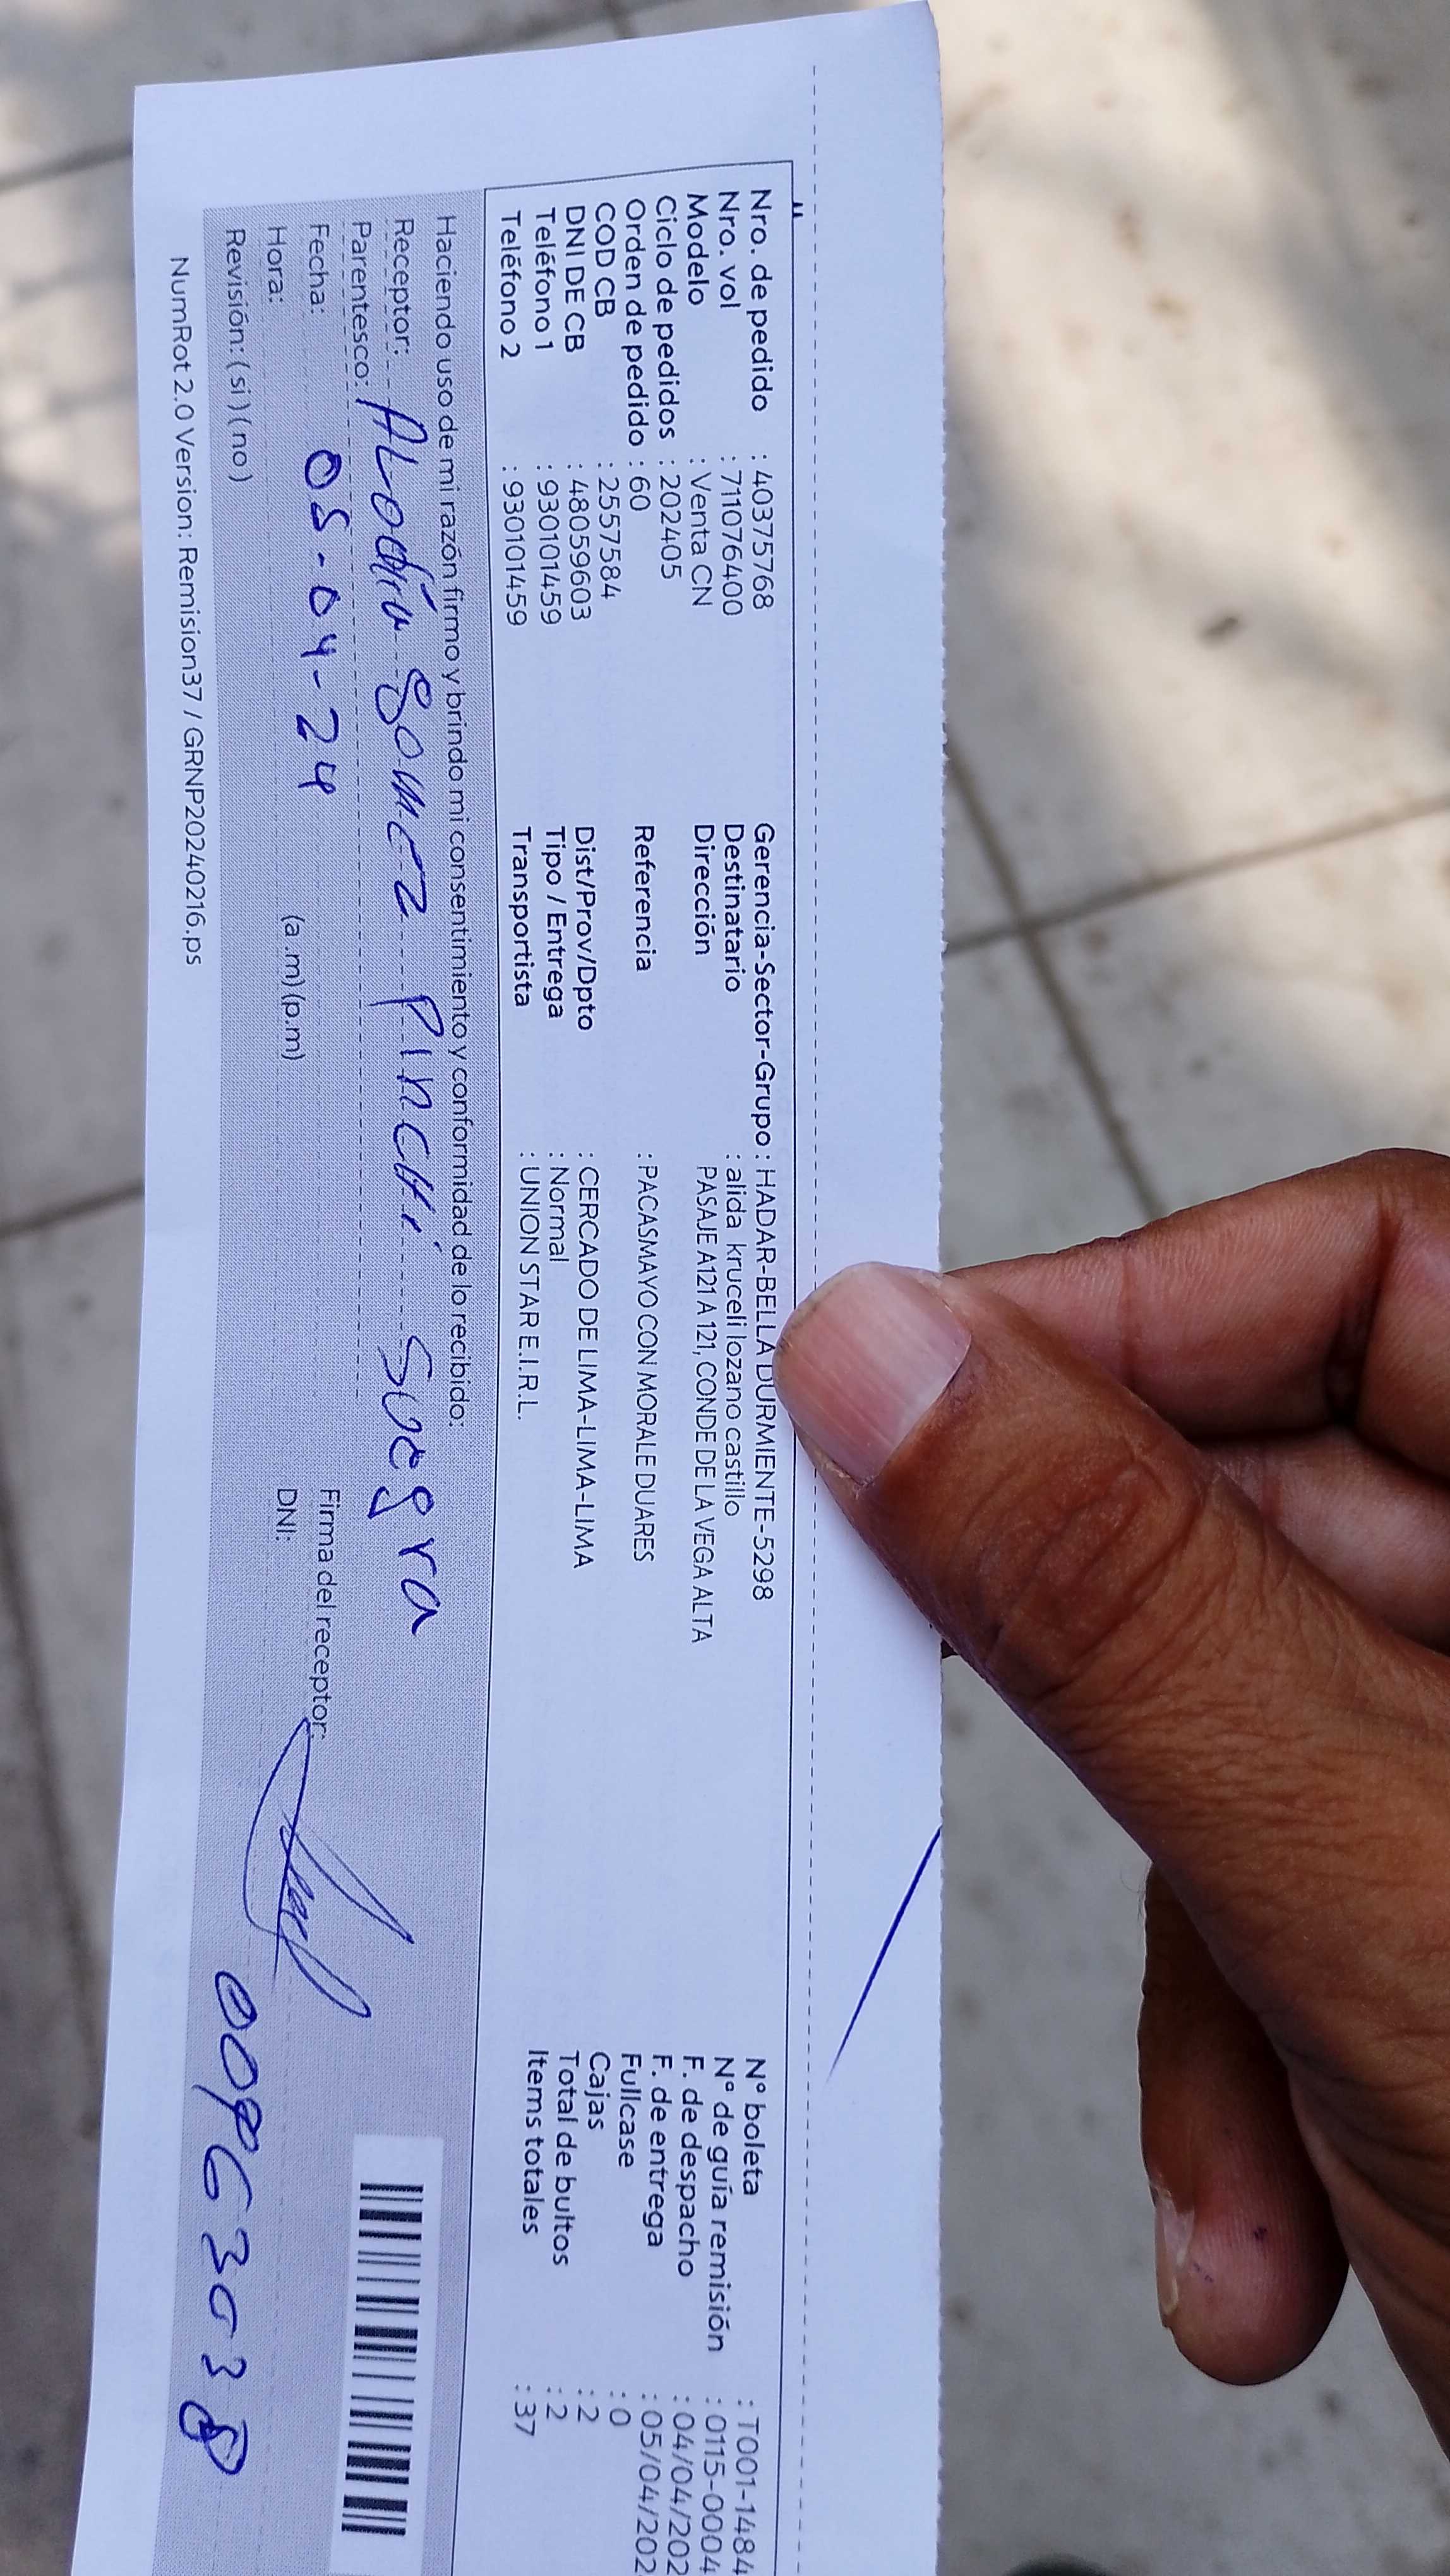 Nro. de pedido : 40375768
Nro. vol : 711076400
Modelo : Venta CN
Ciclo de pedidos : 202405
Orden de pedido : 60
COD CB : 2557584
DNI DE CB : 48059603
Teléfono 1 : 930101459
Teléfono 2 : 930101459
Gerencia-Sector-Grupo : HADAR-BELLA DURMIENTE-5298
Destinatario : alida kruceli lozano castillo
Dirección PASAJE A121 A 121, CONDE DE LA VEGA ALTA
Referencia : PACASMAYO CON MORALE DUARES
Dist/Prov/Dpto : CERCADO DE LIMA-LIMA-LIMA
Tipo / Entrega : Normal
Transportista : UNION STAR E.I.R.L.
N° boleta : T001-1484
N° de guía remisión : 0115-0004
F. de despacho : 04/04/202
F. de entrega : 05/04/202
Fullcase : 0
Cajas : 2
Total de bultos : 2
Items totales : 37
Haciendo uso de mi razón firmo y brindo mi consentimiento y conformidad de lo recibido:
Receptor: gomez Pinchi Suegra
Parentesco:
Fecha: 05-04-24
Hora: (a.m)(p.m)
Revisión: (si)(no)
Firma del receptor:
DNI:
NumRot 2.0 Version: Remision37 / GRNP20240216.ps